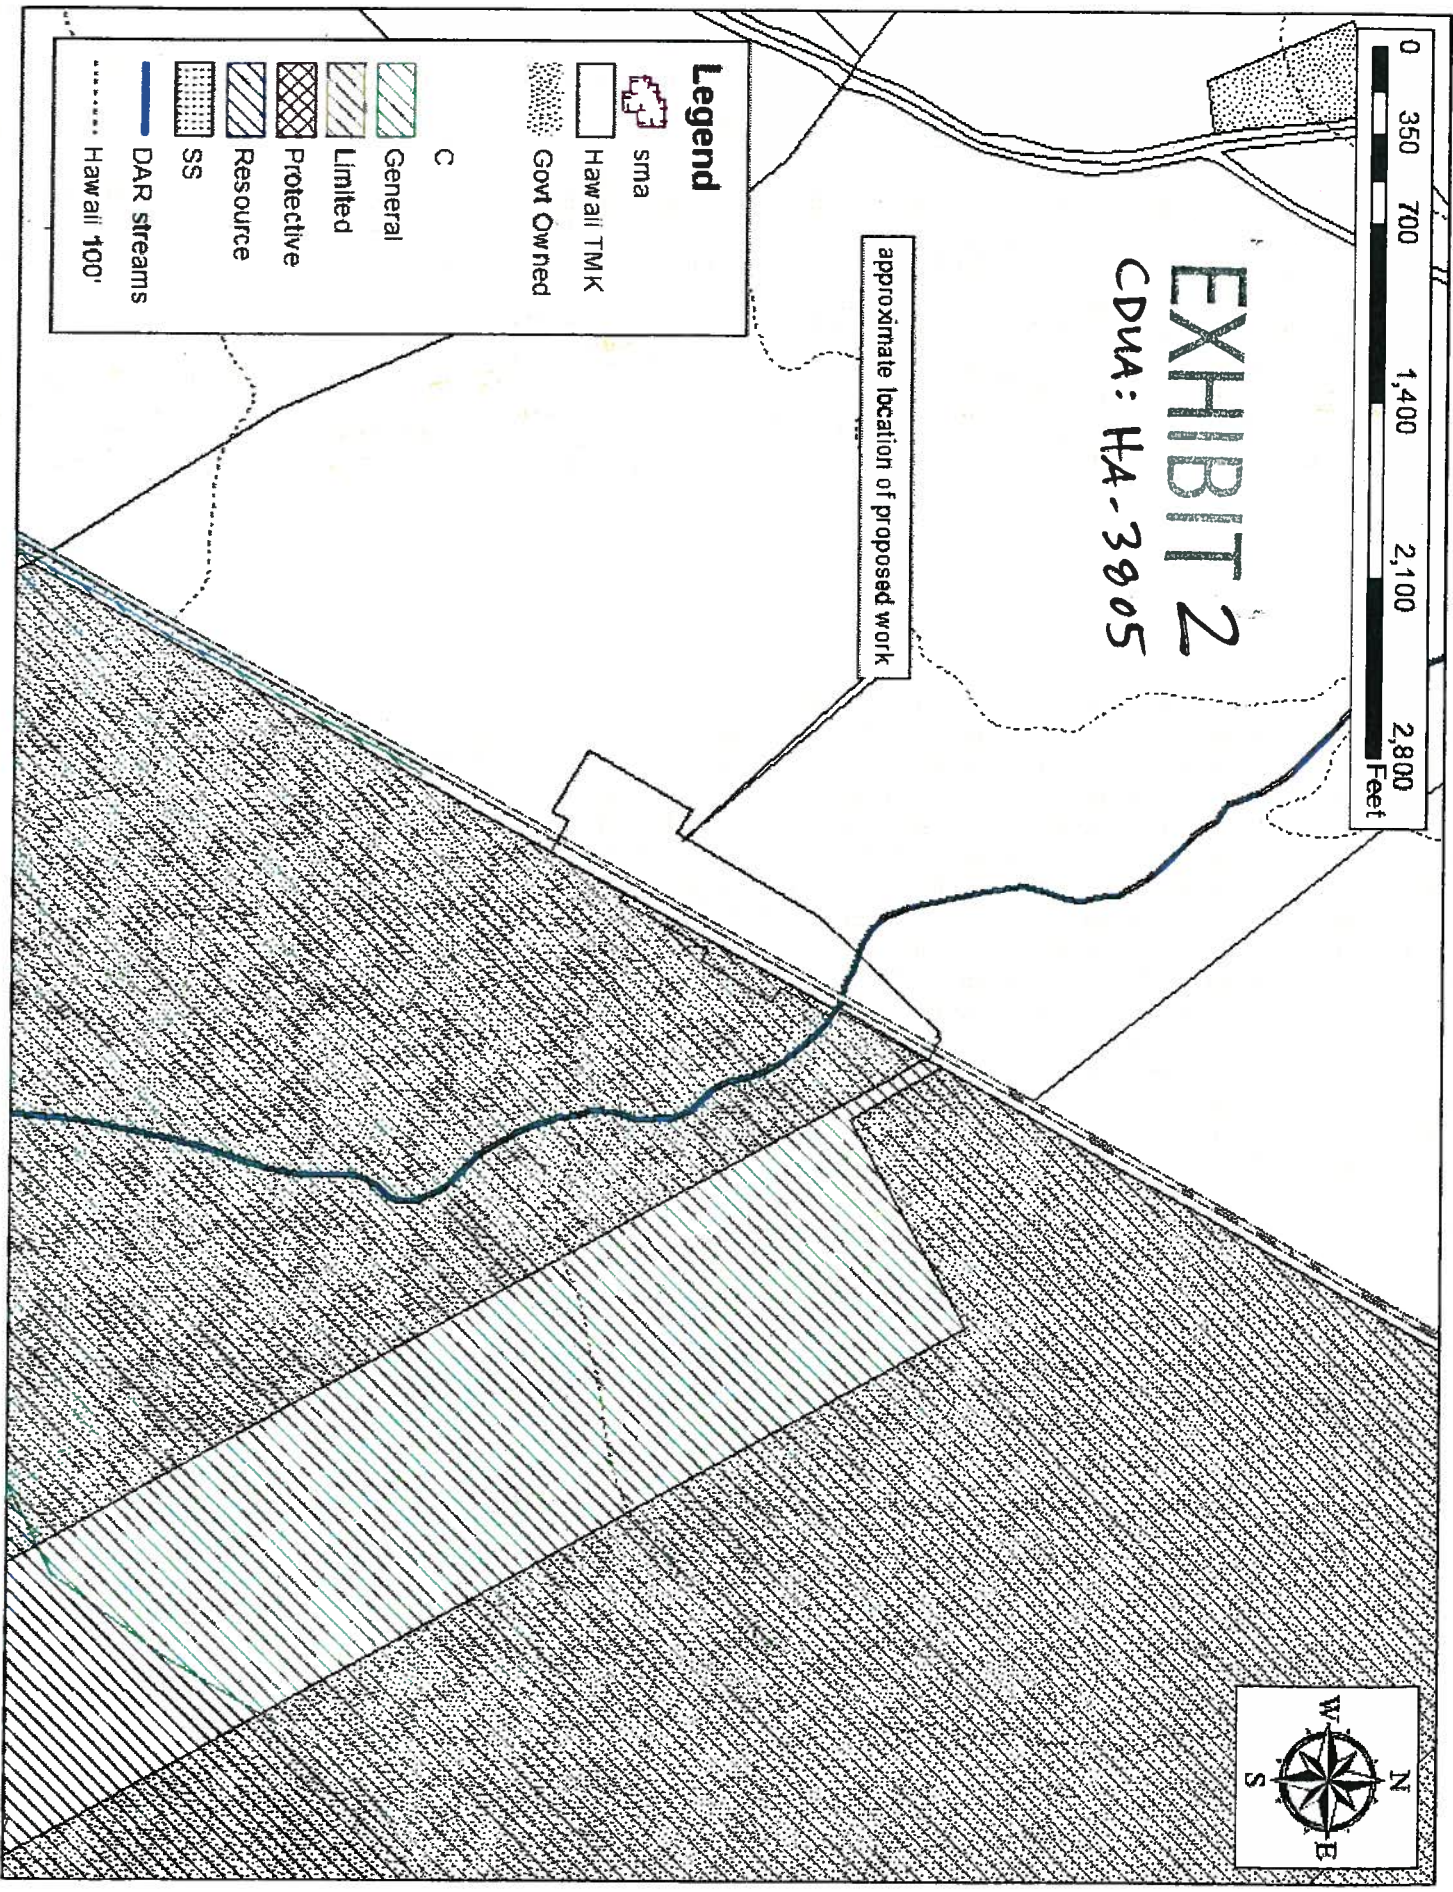 0 350 700 1,400 2,100 2,800
Feet
EXHIBIT 2
CDUA: HA-3805
approximate location of proposed work
Legend
sma
Hawaii TMK
Govt Owned
C
General
Limited
Protective
Resource
SS
DAR streams
Hawaii 100'
N
W
E
S